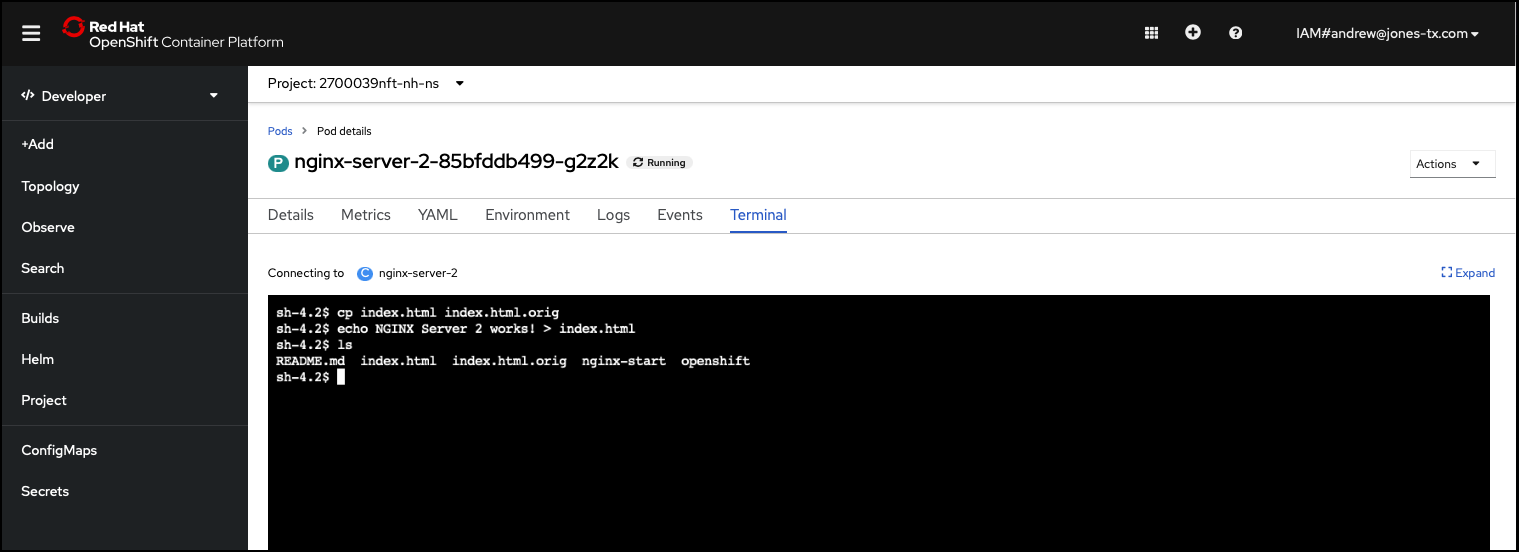 Red Hat
OpenShift Container Platform
IAM#andrew@jones-tx.com
Developer
+Add
Topology
Observe
Search
Builds
Helm
Project
ConfigMaps
Secrets
Project: 2700039nft-nh-ns
Pods > Pod details
P nginx-server-2-85bfddb499-g2z2k Running
Actions
Details Metrics YAML Environment Logs Events Terminal
Connecting to C nginx-server-2
Expand
sh-4.2$ cp index.html index.html.orig
sh-4.2$ echo NGINX Server 2 works! > index.html
sh-4.2$ ls
README.md index.html index.html.orig nginx-start openshift
sh-4.2$